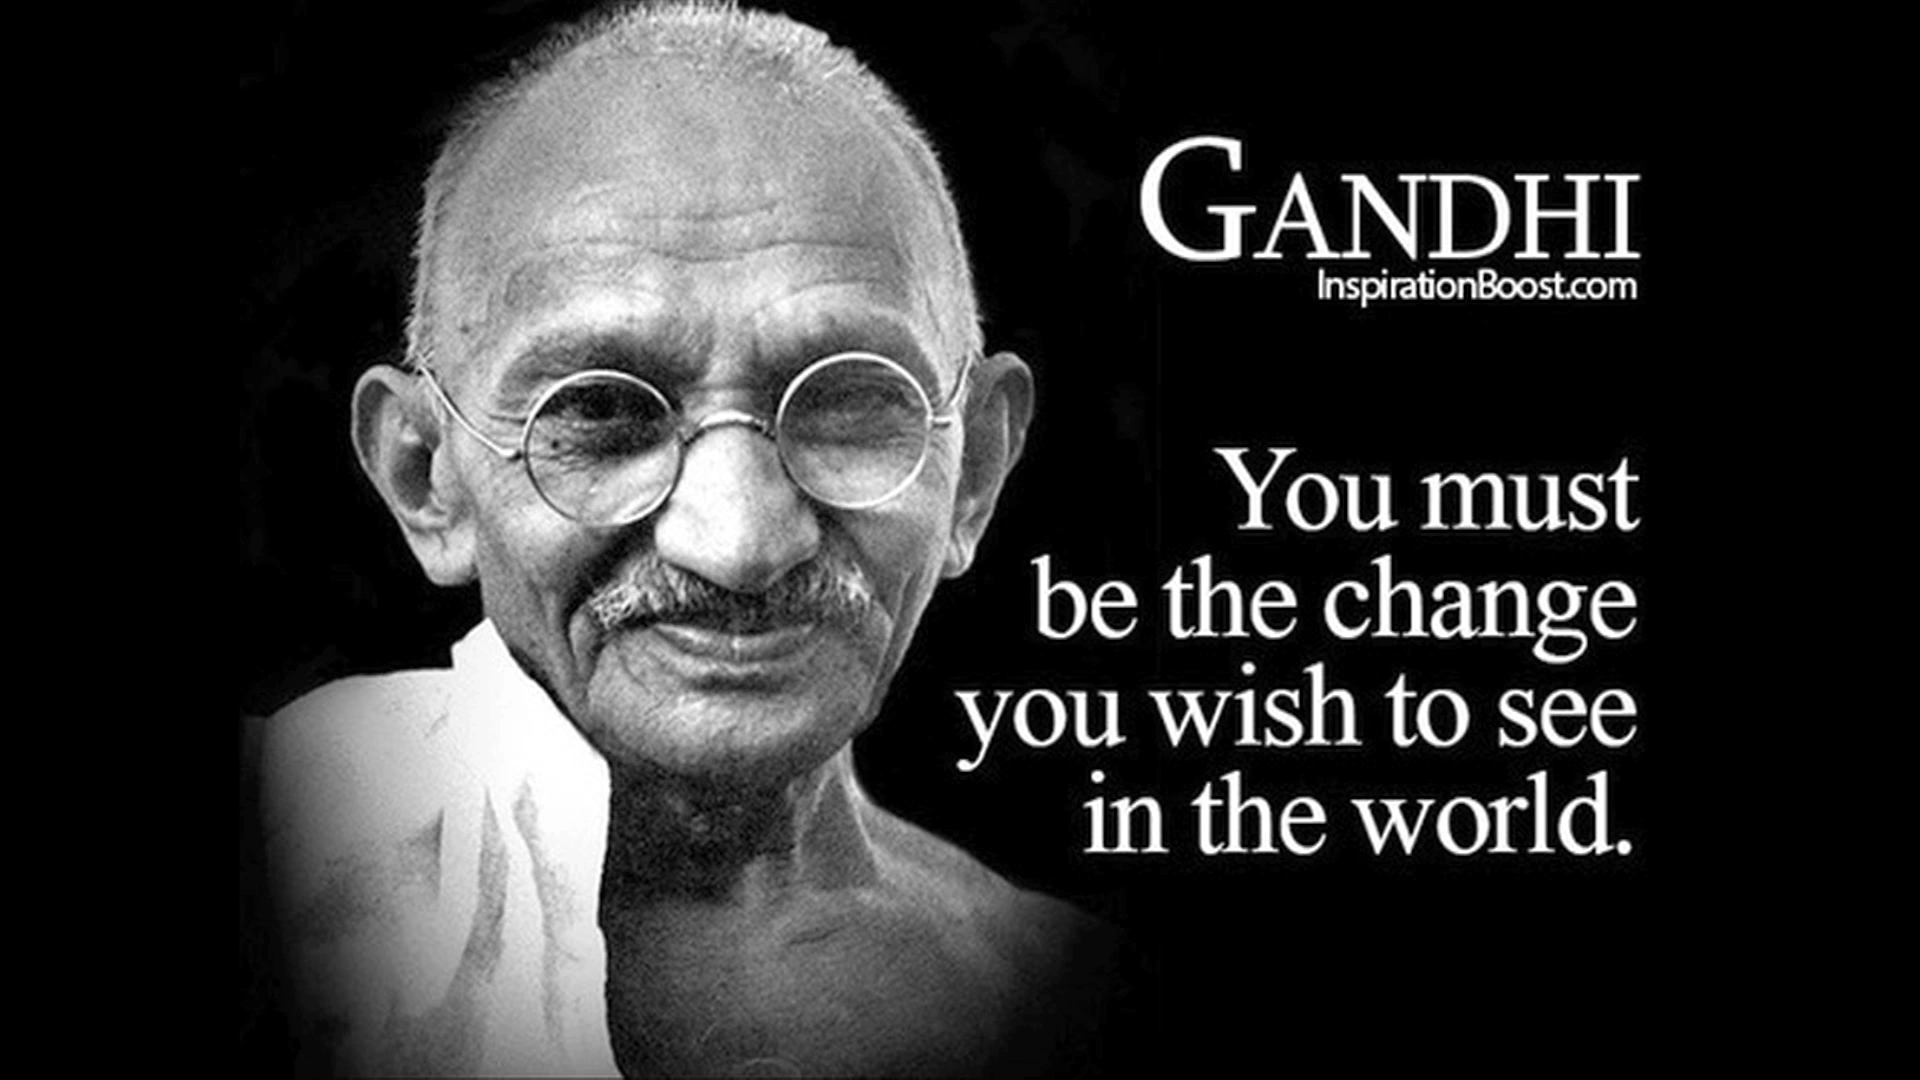 GANDHI
InspirationBoost.com
You must
be the change
you wish to see
in the world.